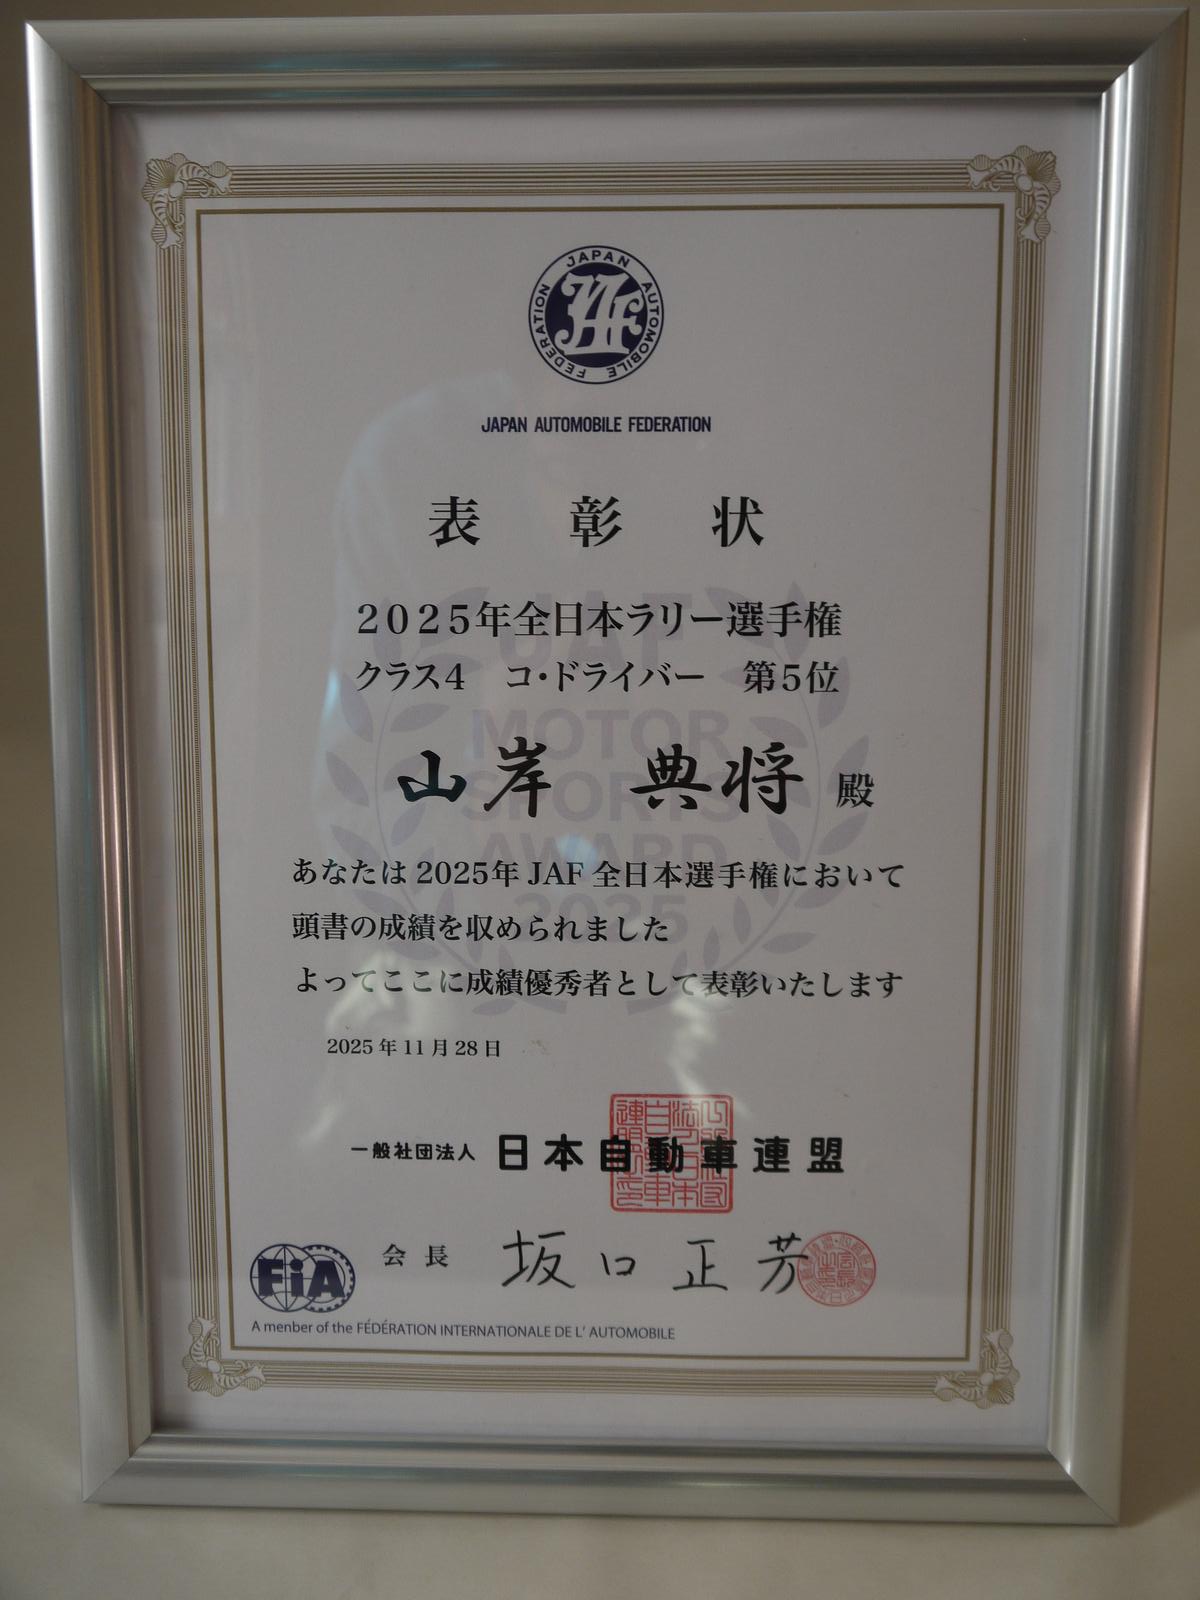 JAPAN AUTOMOBILE FEDERATION
JAF
JAPAN AUTOMOBILE FEDERATION
表彰状
2025年全日本ラリー選手権
クラス4 コ・ドライバー 第5位
山岸 典将 殿
JAF
MOTOR
SPORTS
AWARD
2025
あなたは2025年JAF全日本選手権において
頭書の成績を収められました
よってここに成績優秀者として表彰いたします
2025年11月28日
一般社団法人 日本自動車連盟
会長 坂口正芳
FiA
A menber of the FÉDÉRATION INTERNATIONALE DE L' AUTOMOBILE